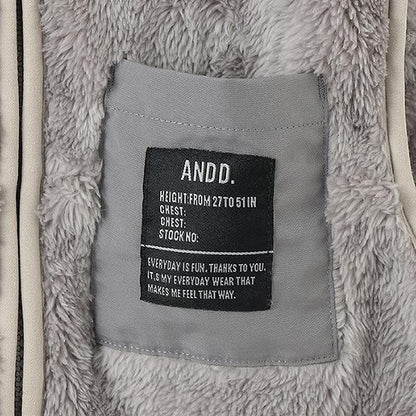 ANDD.
HEIGHT:FROM 27 TO 51 IN
CHEST:
CHEST:
STOCK NO:
EVERYDAY IS FUN. THANKS TO YOU.
IT.S MY EVERYDAY WEAR THAT
MAKES ME FEEL THAT WAY.